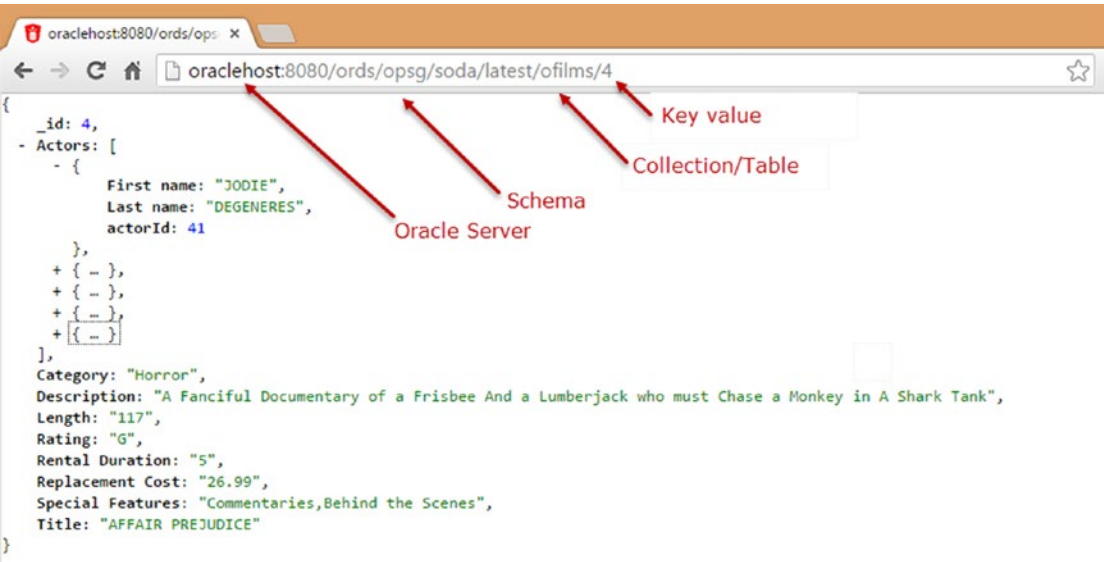 oraclehost:8080/ords/ops
oraclehost:8080/ords/opsg/soda/latest/ofilms/4
{
_id: 4,
- Actors: [
- {
First name: "JODIE",
Last name: "DEGENERES",
actorId: 41
},
+ { … },
+ { … },
+ { … },
+ { … }
],
Category: "Horror",
Description: "A Fanciful Documentary of a Frisbee And a Lumberjack who must Chase a Monkey in A Shark Tank",
Length: "117",
Rating: "G",
Rental Duration: "5",
Replacement Cost: "26.99",
Special Features: "Commentaries,Behind the Scenes",
Title: "AFFAIR PREJUDICE"
}
Key value
Collection/Table
Schema
Oracle Server